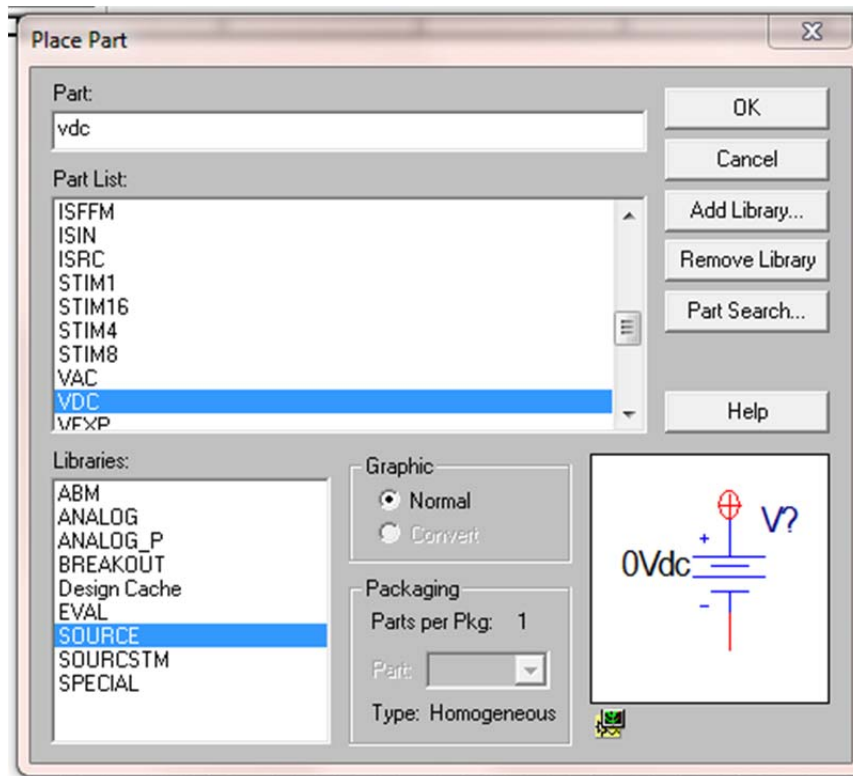 Place Part
Part:
vdc
Part List:
ISFFM
ISIN
ISRC
STIM1
STIM16
STIM4
STIM8
VAC
VDC
VEXP
OK
Cancel
Add Library...
Remove Library
Part Search...
Help
Libraries:
ABM
ANALOG
ANALOG_P
BREAKOUT
Design Cache
EVAL
SOURCE
SOURCSTM
SPECIAL
Graphic
Normal
Convert
Packaging
Parts per Pkg: 1
Part:
Type: Homogeneous
V?
+
0Vdc
-